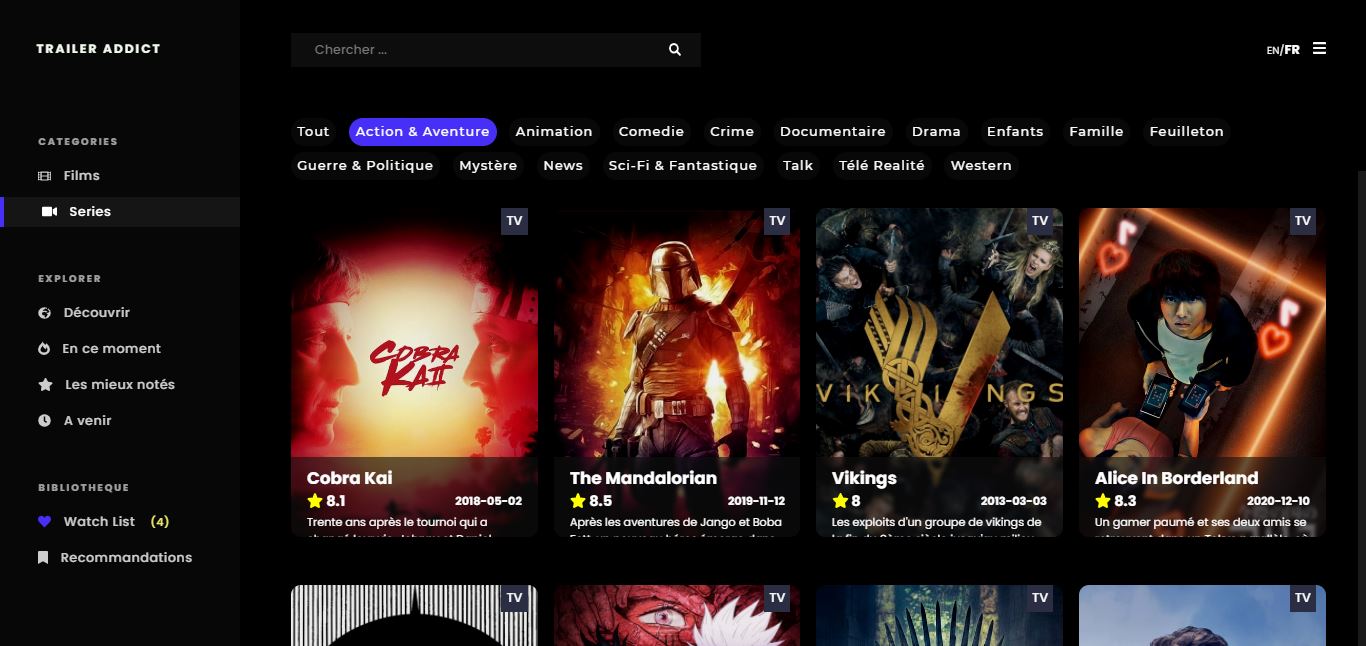 TRAILER ADDICT
Chercher ...
EN/FR
CATEGORIES
Films
Series
EXPLORER
Découvrir
En ce moment
Les mieux notés
A venir
BIBLIOTHEQUE
Watch List (4)
Recommandations
Tout Action & Aventure Animation Comedie Crime Documentaire Drama Enfants Famille Feuilleton
Guerre & Politique Mystère News Sci-Fi & Fantastique Talk Télé Realité Western
TV
COBRA KAI
Cobra Kai
8.1 2018-05-02
Trente ans après le tournoi qui a
TV
The Mandalorian
8.5 2019-11-12
Après les aventures de Jango et Boba
TV
VIKINGS
Vikings
8 2013-03-03
Les exploits d'un groupe de vikings de
TV
Alice In Borderland
8.3 2020-12-10
Un gamer paumé et ses deux amis se
TV
TV
TV
TV